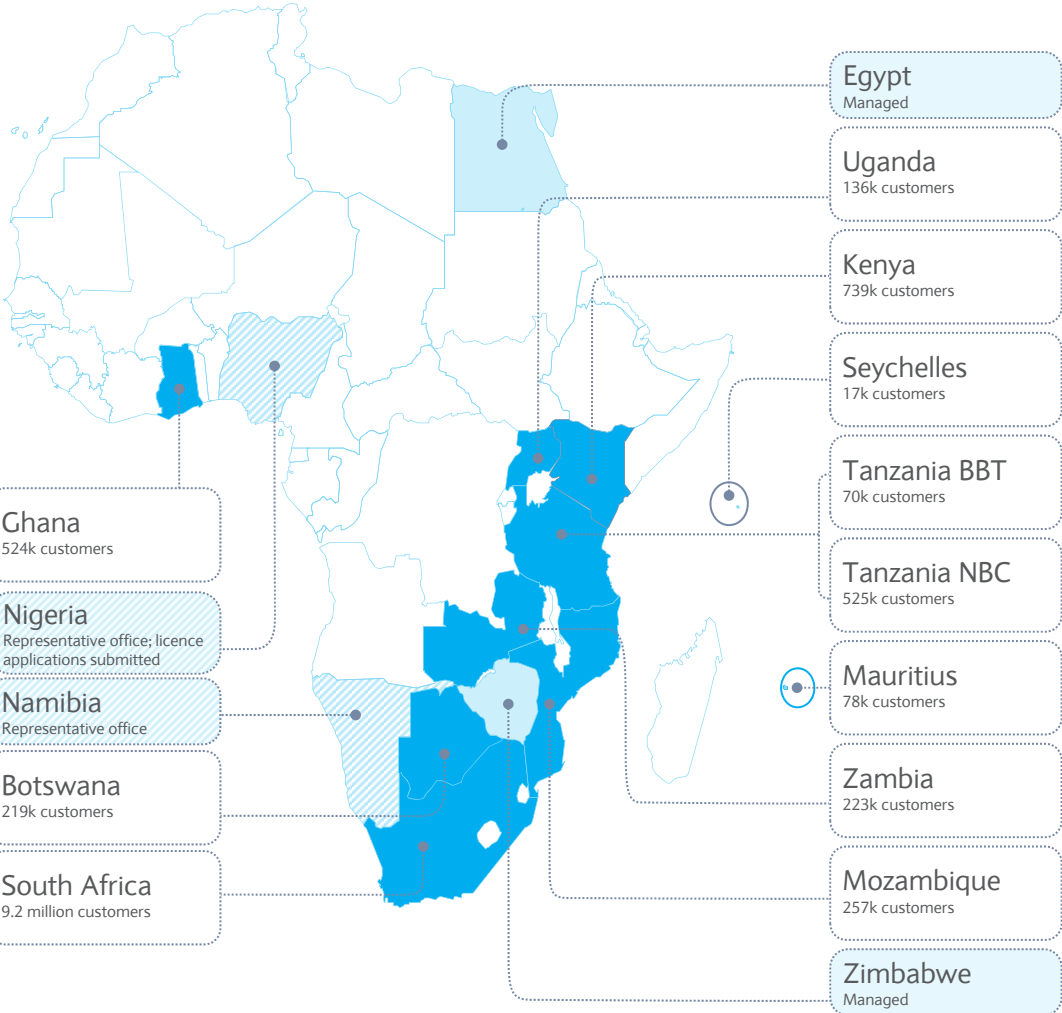 Egypt
Managed
Uganda
136k customers
Kenya
739k customers
Seychelles
17k customers
Tanzania BBT
70k customers
Tanzania NBC
525k customers
Mauritius
78k customers
Zambia
223k customers
Mozambique
257k customers
Zimbabwe
Managed
Ghana
524k customers
Nigeria
Representative office; licence
applications submitted
Namibia
Representative office
Botswana
219k customers
South Africa
9.2 million customers